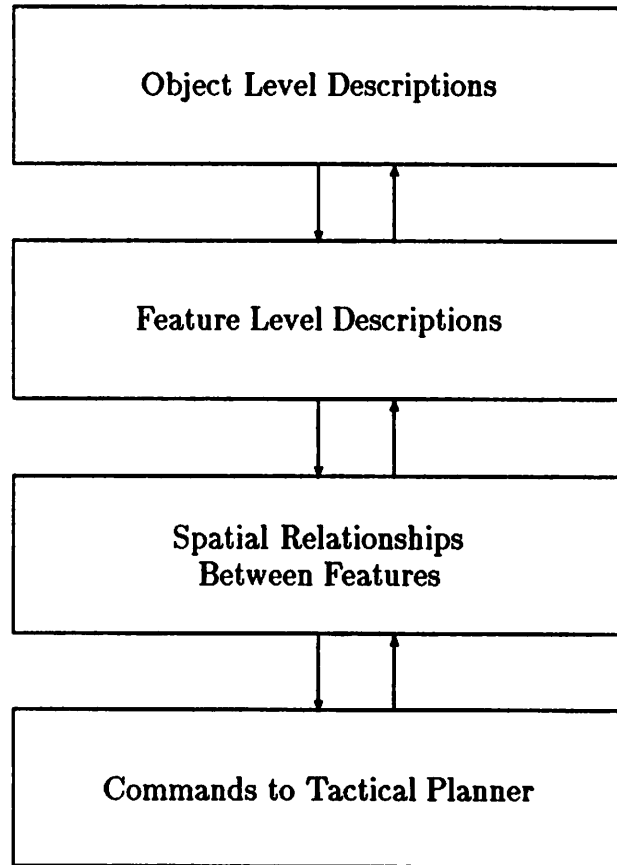 Object Level Descriptions
Feature Level Descriptions
Spatial Relationships
Between Features
Commands to Tactical Planner